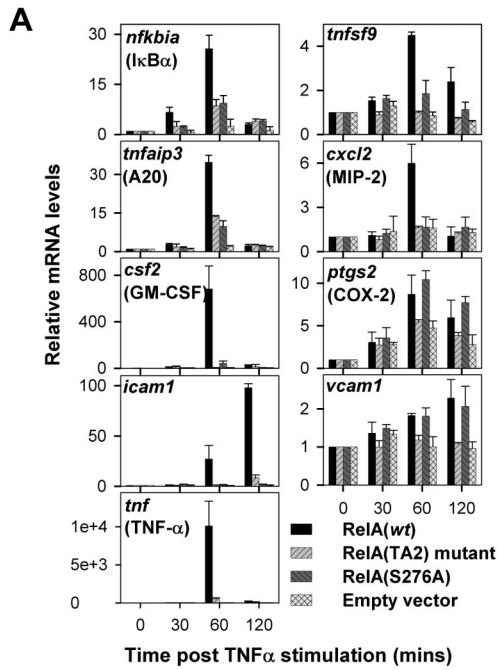 A
Relative mRNA levels
nfkbia
(IκBα)
30
15
0
tnfaip3
(A20)
30
15
0
csf2
(GM-CSF)
800
400
0
icam1
100
50
0
tnf
(TNF-α)
1e+4
5e+3
0
0 30 60 120
tnfsf9
4
2
0
cxcl2
(MIP-2)
6
4
2
0
ptgs2
(COX-2)
10
5
0
vcam1
2
1
0 30 60 120
RelA(wt)
RelA(TA2) mutant
RelA(S276A)
Empty vector
Time post TNFα stimulation (mins)